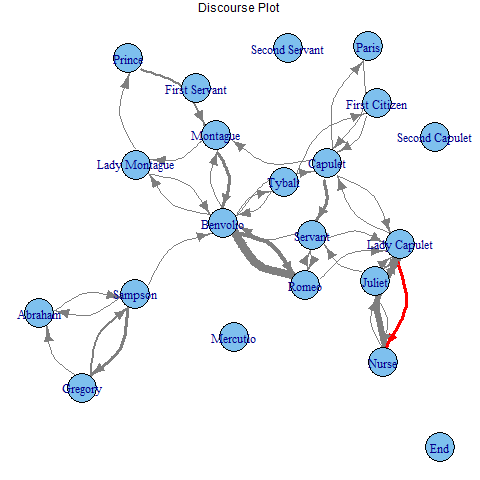 Discourse Plot
Second Servant
Paris
Prince
First Servant
First Citizen
Montague
Second Capulet
Lady Montague
Capulet
Tybalt
Benvolio
Servant
Lady Capulet
Juliet
Romeo
Sampson
Abraham
Mercutio
Nurse
Gregory
End